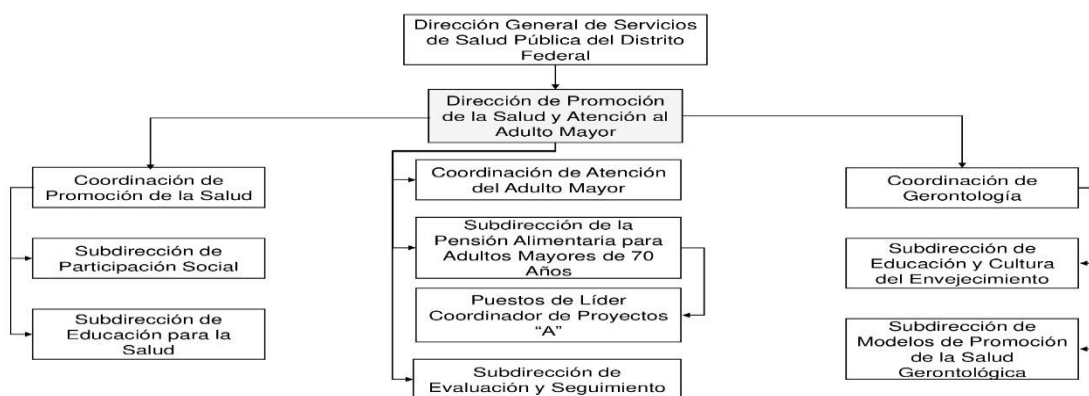 Dirección General de Servicios
de Salud Pública del Distrito
Federal
Dirección de Promoción
de la Salud y Atención al
Adulto Mayor
Coordinación de
Promoción de la Salud
Subdirección de
Participación Social
Subdirección de
Educación para la
Salud
Coordinación de Atención
del Adulto Mayor
Subdirección de la
Pensión Alimentaria para
Adultos Mayores de 70
Años
Puestos de Líder
Coordinador de Proyectos
“A”
Subdirección de
Evaluación y Seguimiento
Coordinación de
Gerontología
Subdirección de
Educación y Cultura
del Envejecimiento
Subdirección de
Modelos de Promoción
de la Salud
Gerontológica